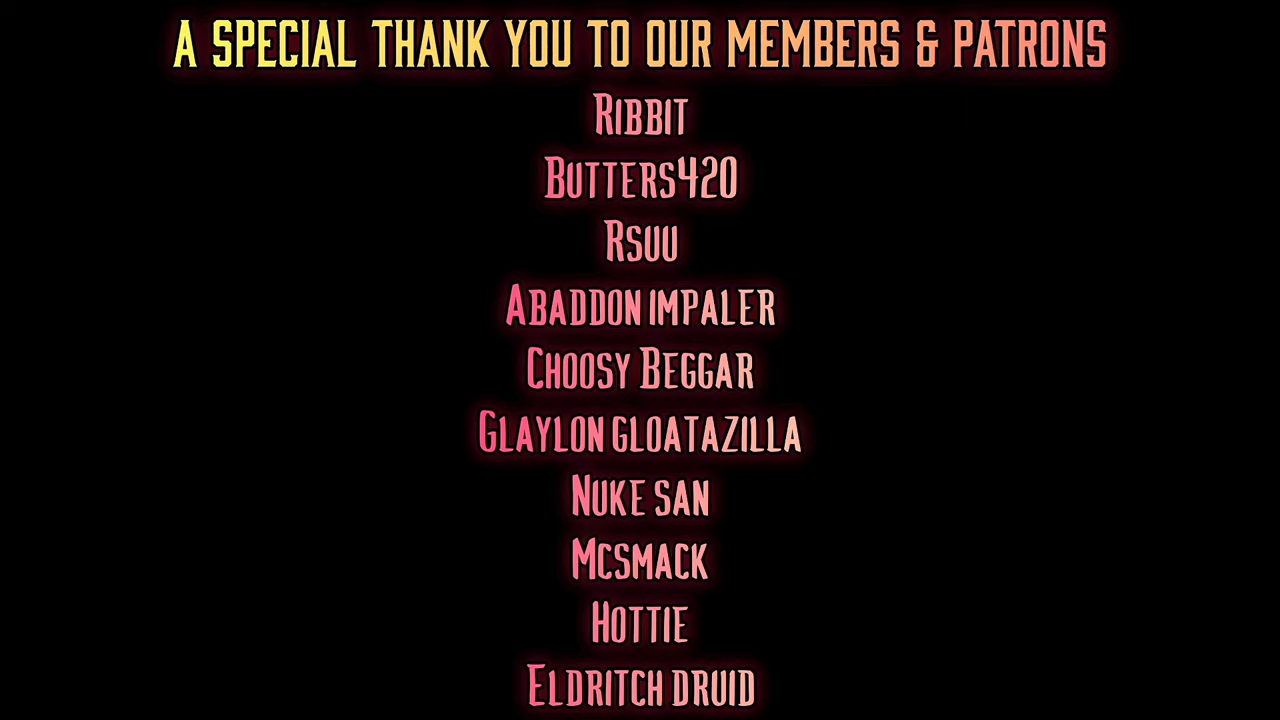 A SPECIAL THANK YOU TO OUR MEMBERS & PATRONS
Ribbit
Butters420
Rsuu
Abaddon impaler
Choosy Beggar
Glaylon gloatazilla
Nuke san
Mcsmack
Hottie
Eldritch druid